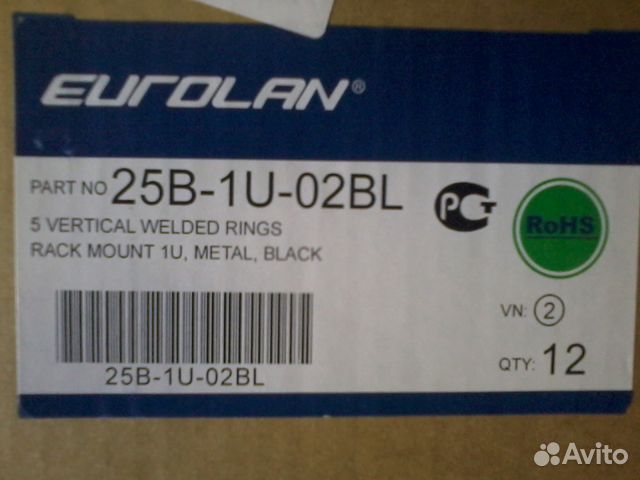 EUROLAN®
PART NO 25B-1U-02BL
5 VERTICAL WELDED RINGS
RACK MOUNT 1U, METAL, BLACK
PCT
RoHS
VN: 2
25B-1U-02BL
QTY: 12
Avito